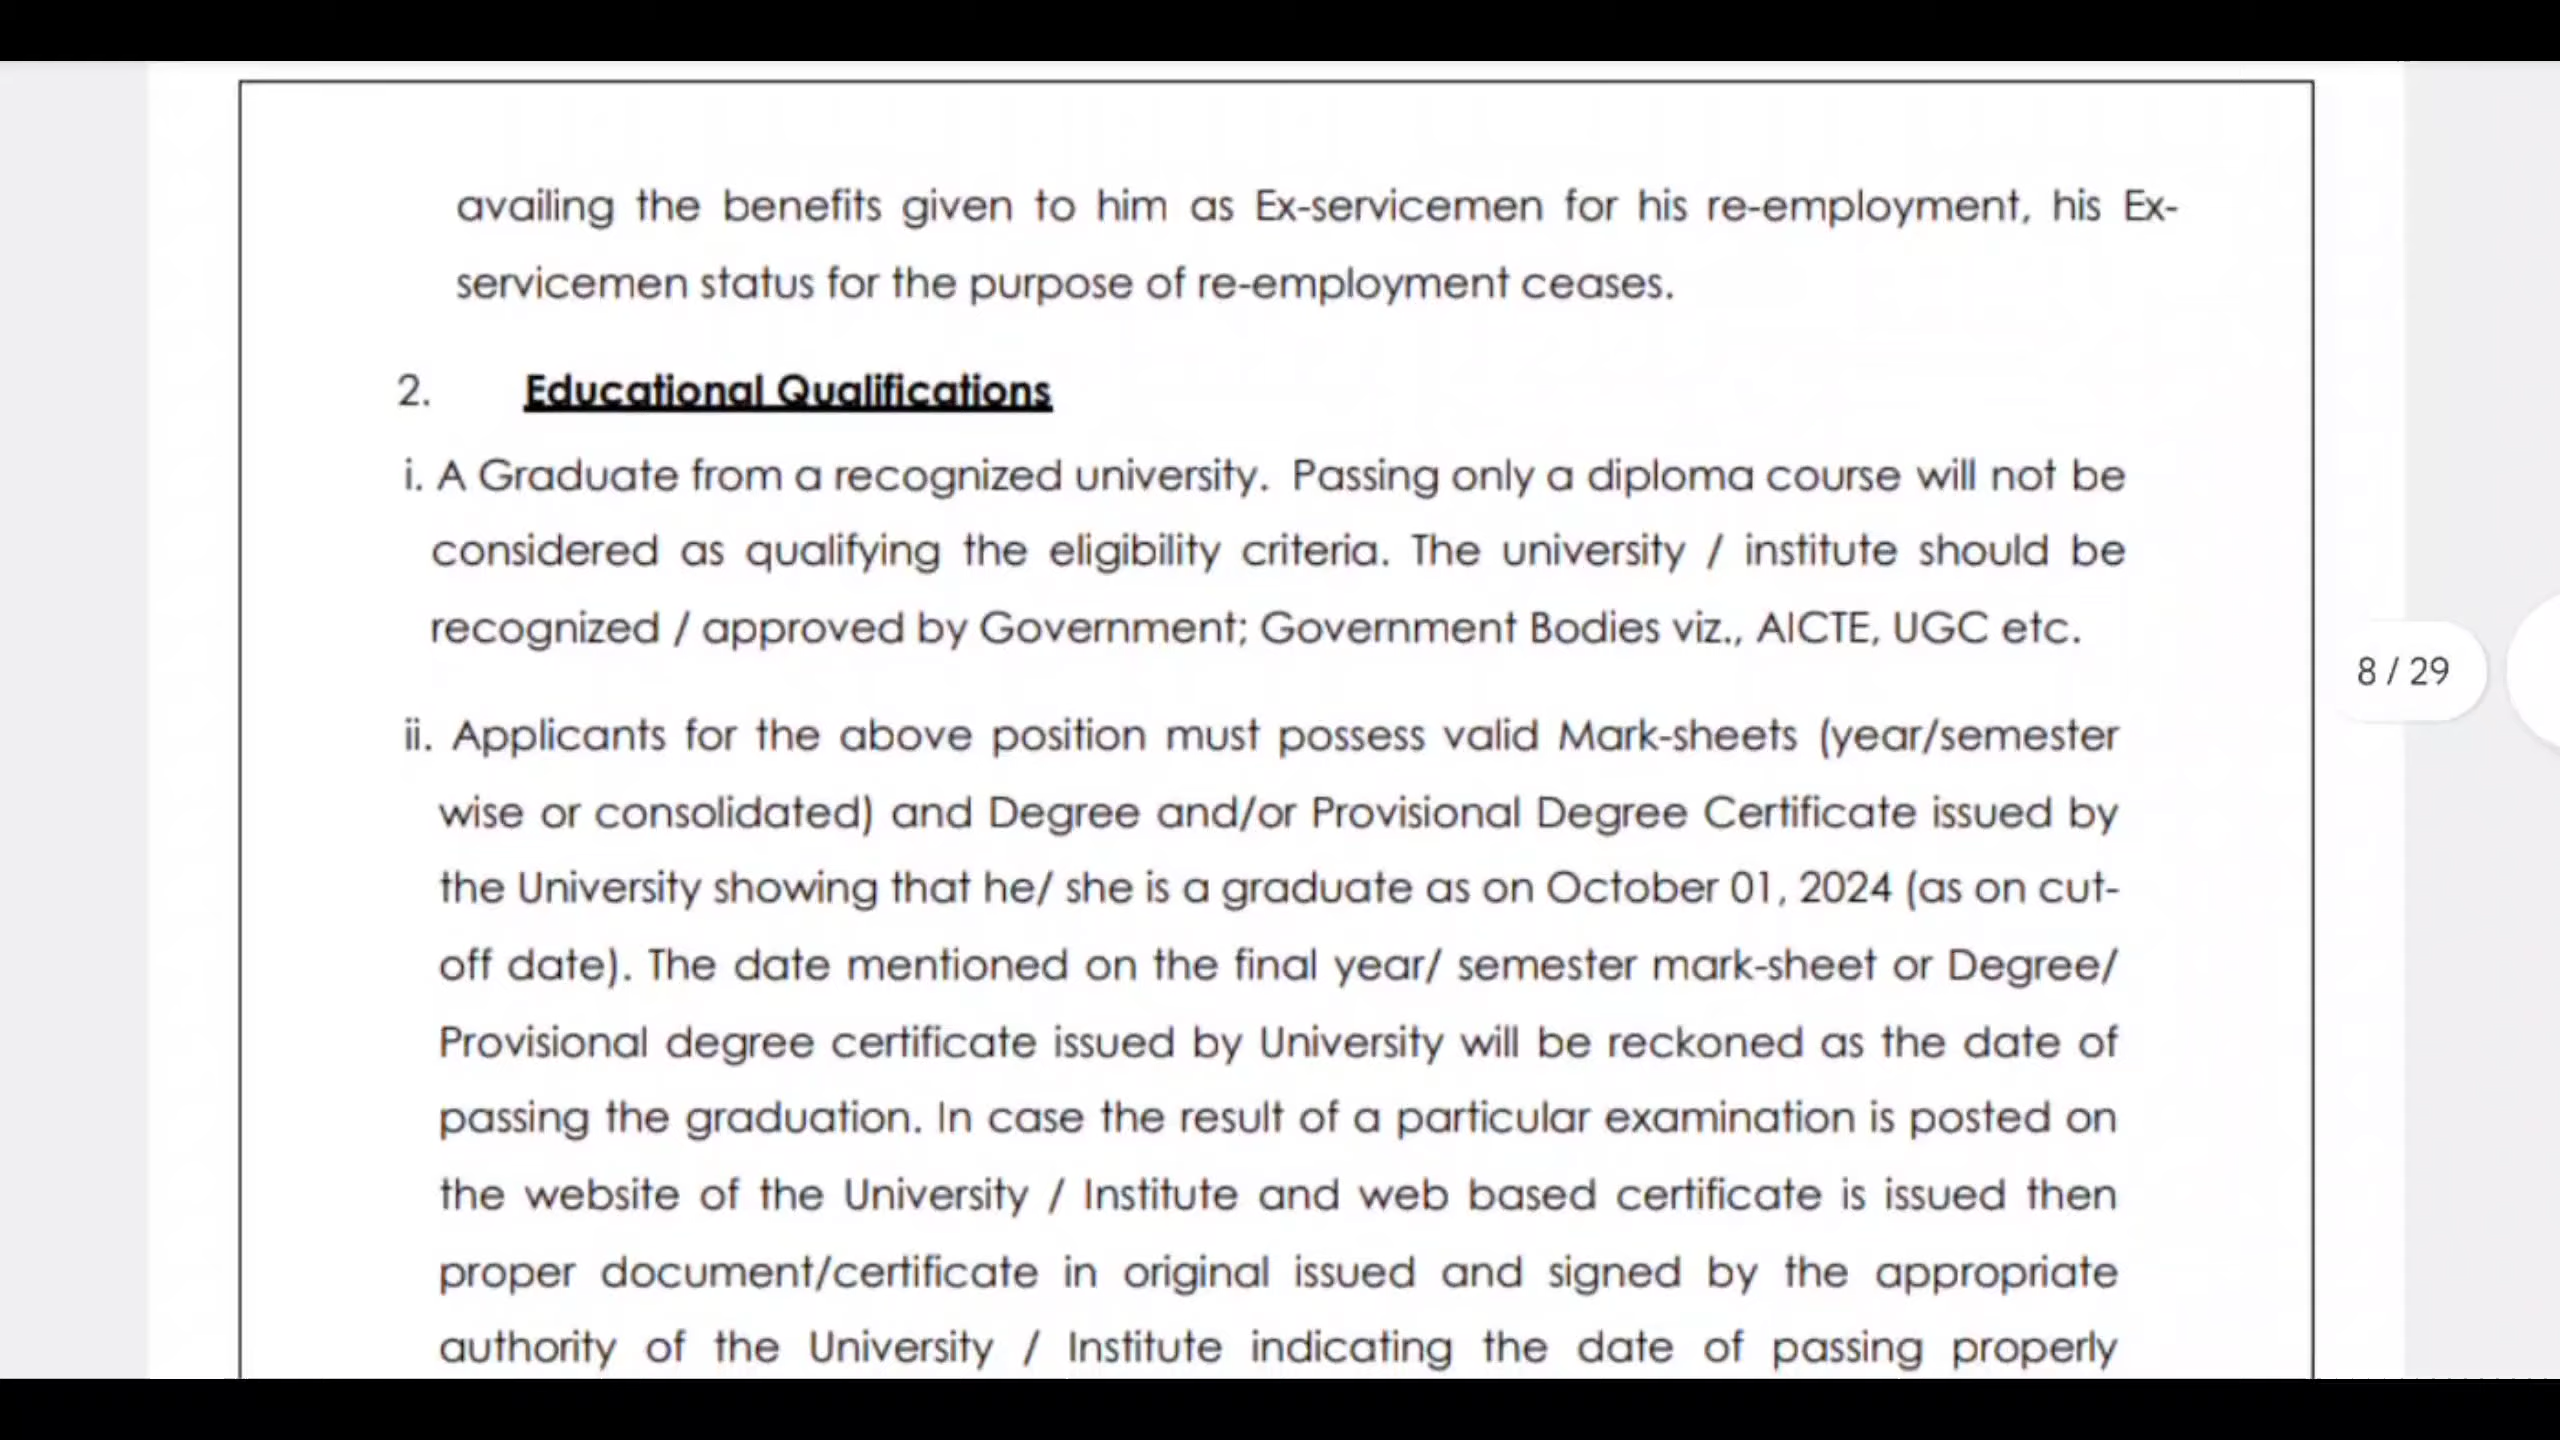 availing the benefits given to him as Ex-servicemen for his re-employment, his Ex-
servicemen status for the purpose of re-employment ceases.
2. Educational Qualifications
i. A Graduate from a recognized university. Passing only a diploma course will not be
considered as qualifying the eligibility criteria. The university / institute should be
recognized / approved by Government; Government Bodies viz., AICTE, UGC etc.
8 / 29
ii. Applicants for the above position must possess valid Mark-sheets (year/semester
wise or consolidated) and Degree and/or Provisional Degree Certificate issued by
the University showing that he/ she is a graduate as on October 01, 2024 (as on cut-
off date). The date mentioned on the final year/ semester mark-sheet or Degree/
Provisional degree certificate issued by University will be reckoned as the date of
passing the graduation. In case the result of a particular examination is posted on
the website of the University / Institute and web based certificate is issued then
proper document/certificate in original issued and signed by the appropriate
authority of the University / Institute indicating the date of passing properly